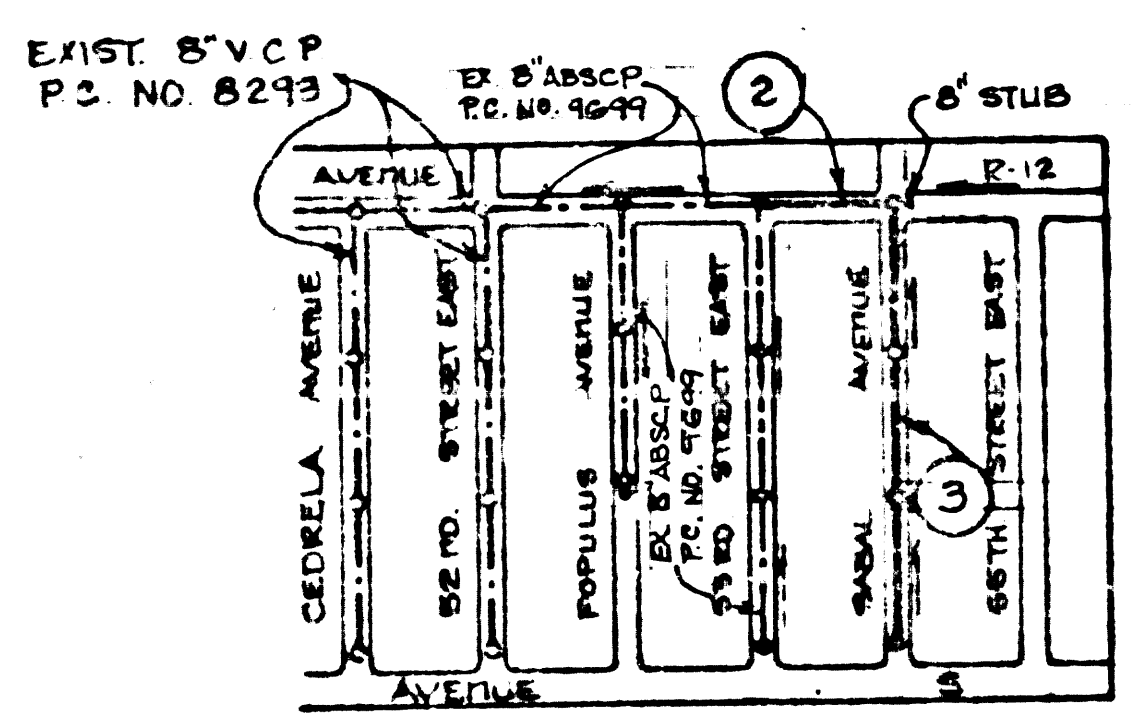 EXIST. 8" V C P
P.C. NO. 8293
EX 8" ABSCP
P.C. NO. 9699
2
8" STUB
AVENUE
R-12
CEDRELA AVENUE
52 ND. STREET EAST
POPULUS AVENUE
EX 8" ABSCP
P.C. NO. 9699
53 RD STREET EAST
SABAL AVENUE
3
55TH STREET EAST
AVENUE
S